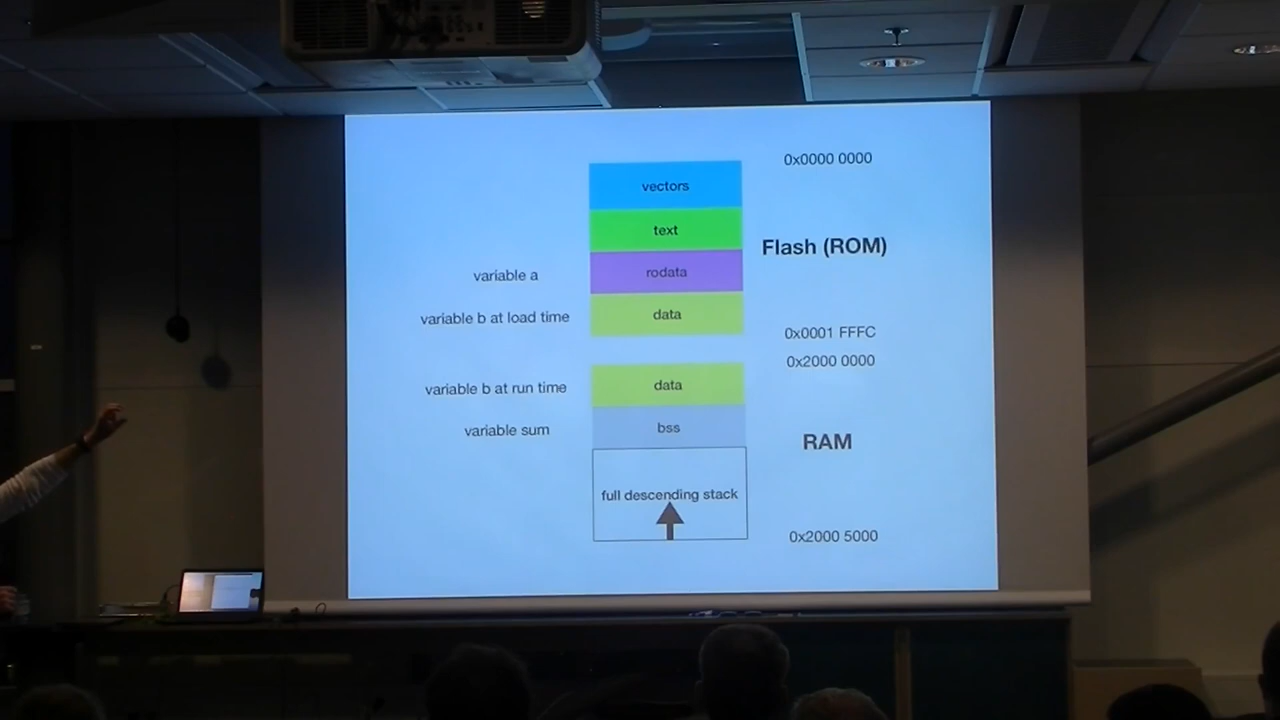 0x0000 0000
vectors
text
Flash (ROM)
variable a
rodata
variable b at load time
data
0x0001 FFFC
0x2000 0000
variable b at run time
data
variable sum
bss
RAM
full descending stack
0x2000 5000